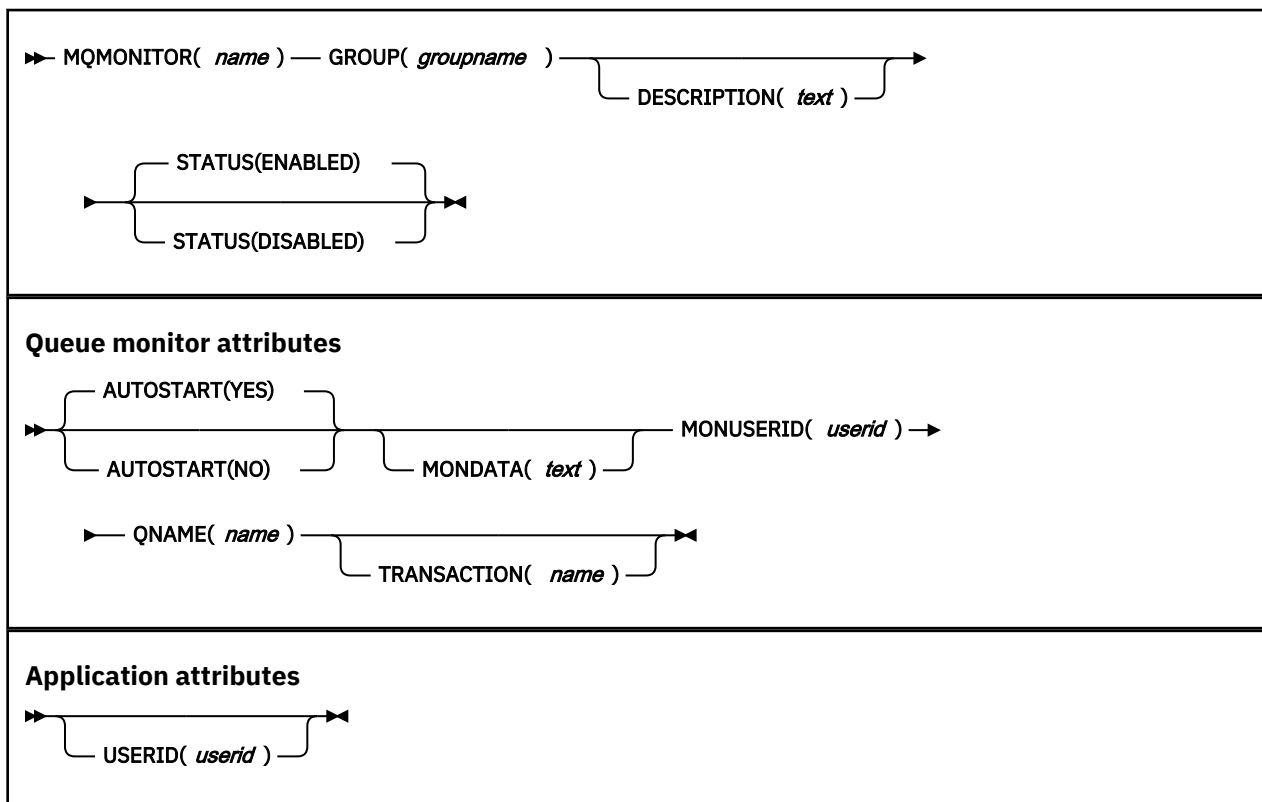 MQMONITOR( name ) GROUP( groupname )
DESCRIPTION( text )
STATUS(ENABLED)
STATUS(DISABLED)
Queue monitor attributes
AUTOSTART(YES)
MONUSERID( userid )
AUTOSTART(NO) MONDATA( text )
QNAME( name )
TRANSACTION( name )
Application attributes
USERID( userid )